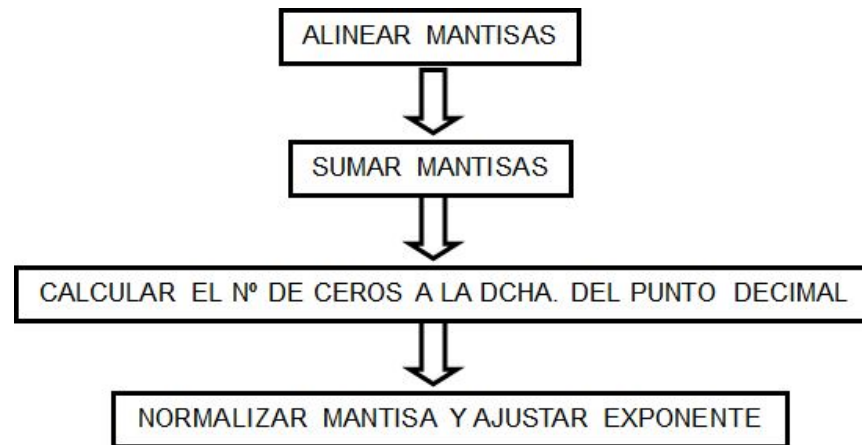 ALINEAR MANTISAS
SUMAR MANTISAS
CALCULAR EL Nº DE CEROS A LA DCHA. DEL PUNTO DECIMAL
NORMALIZAR MANTISA Y AJUSTAR EXPONENTE